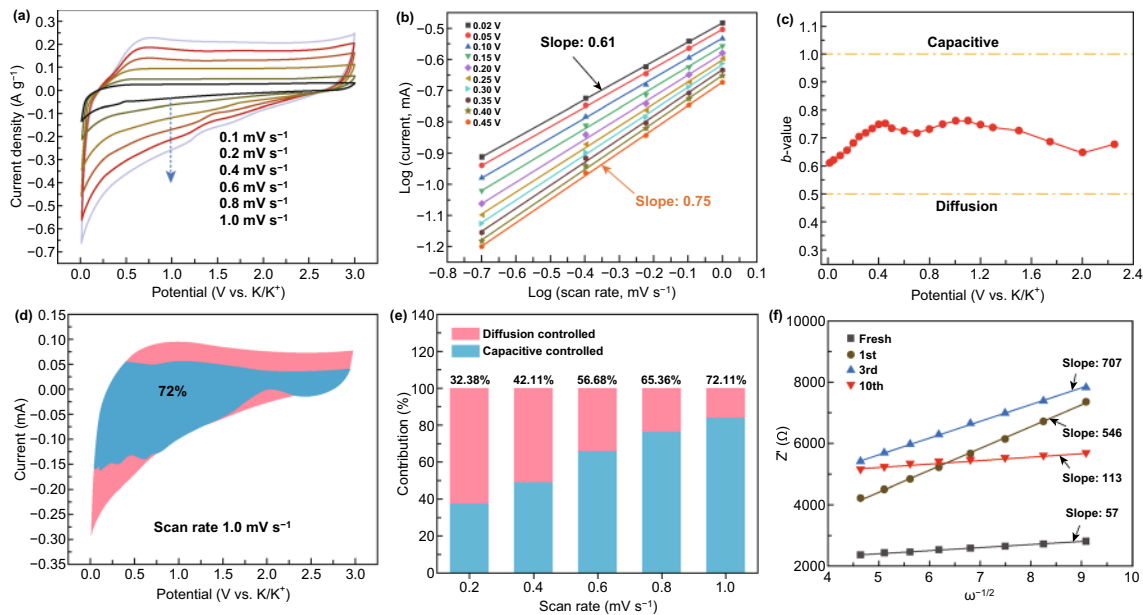 (a)
Current density (A g⁻¹)
0.3
0.2
0.1
0.0
−0.1
−0.2
−0.3
−0.4
−0.5
−0.6
−0.7
0.1 mV s⁻¹
0.2 mV s⁻¹
0.4 mV s⁻¹
0.6 mV s⁻¹
0.8 mV s⁻¹
1.0 mV s⁻¹
0.0 0.5 1.0 1.5 2.0 2.5 3.0
Potential (V vs. K/K⁺)
(b)
Log (current, mA)
−0.5
−0.6
−0.7
−0.8
−0.9
−1.0
−1.1
−1.2
0.02 V
0.05 V
0.10 V
0.15 V
0.20 V
0.25 V
0.30 V
0.35 V
0.40 V
0.45 V
Slope: 0.61
Slope: 0.75
−0.8 −0.7 −0.6 −0.5 −0.4 −0.3 −0.2 −0.1 0.0 0.1
Log (scan rate, mV s⁻¹)
(c)
b-value
1.1
1.0
0.9
0.8
0.7
0.6
0.5
0.4
0.3
Capacitive
Diffusion
0.0 0.4 0.8 1.2 1.6 2.0 2.4
Potential (V vs. K/K⁺)
(d)
Current (mA)
0.15
0.10
0.05
0.00
−0.05
−0.10
−0.15
−0.20
−0.25
−0.30
−0.35
72%
Scan rate 1.0 mV s⁻¹
0.0 0.5 1.0 1.5 2.0 2.5 3.0
Potential (V vs. K/K⁺)
(e)
Contribution (%)
140
120
100
80
60
40
20
0
Diffusion controlled
Capacitive controlled
32.38% 42.11% 56.68% 65.36% 72.11%
0.2 0.4 0.6 0.8 1.0
Scan rate (mV s⁻¹)
(f)
Z' (Ω)
10000
8000
6000
4000
2000
Fresh
1st
3rd
10th
Slope: 707
Slope: 546
Slope: 113
Slope: 57
4 5 6 7 8 9 10
ω⁻¹/²